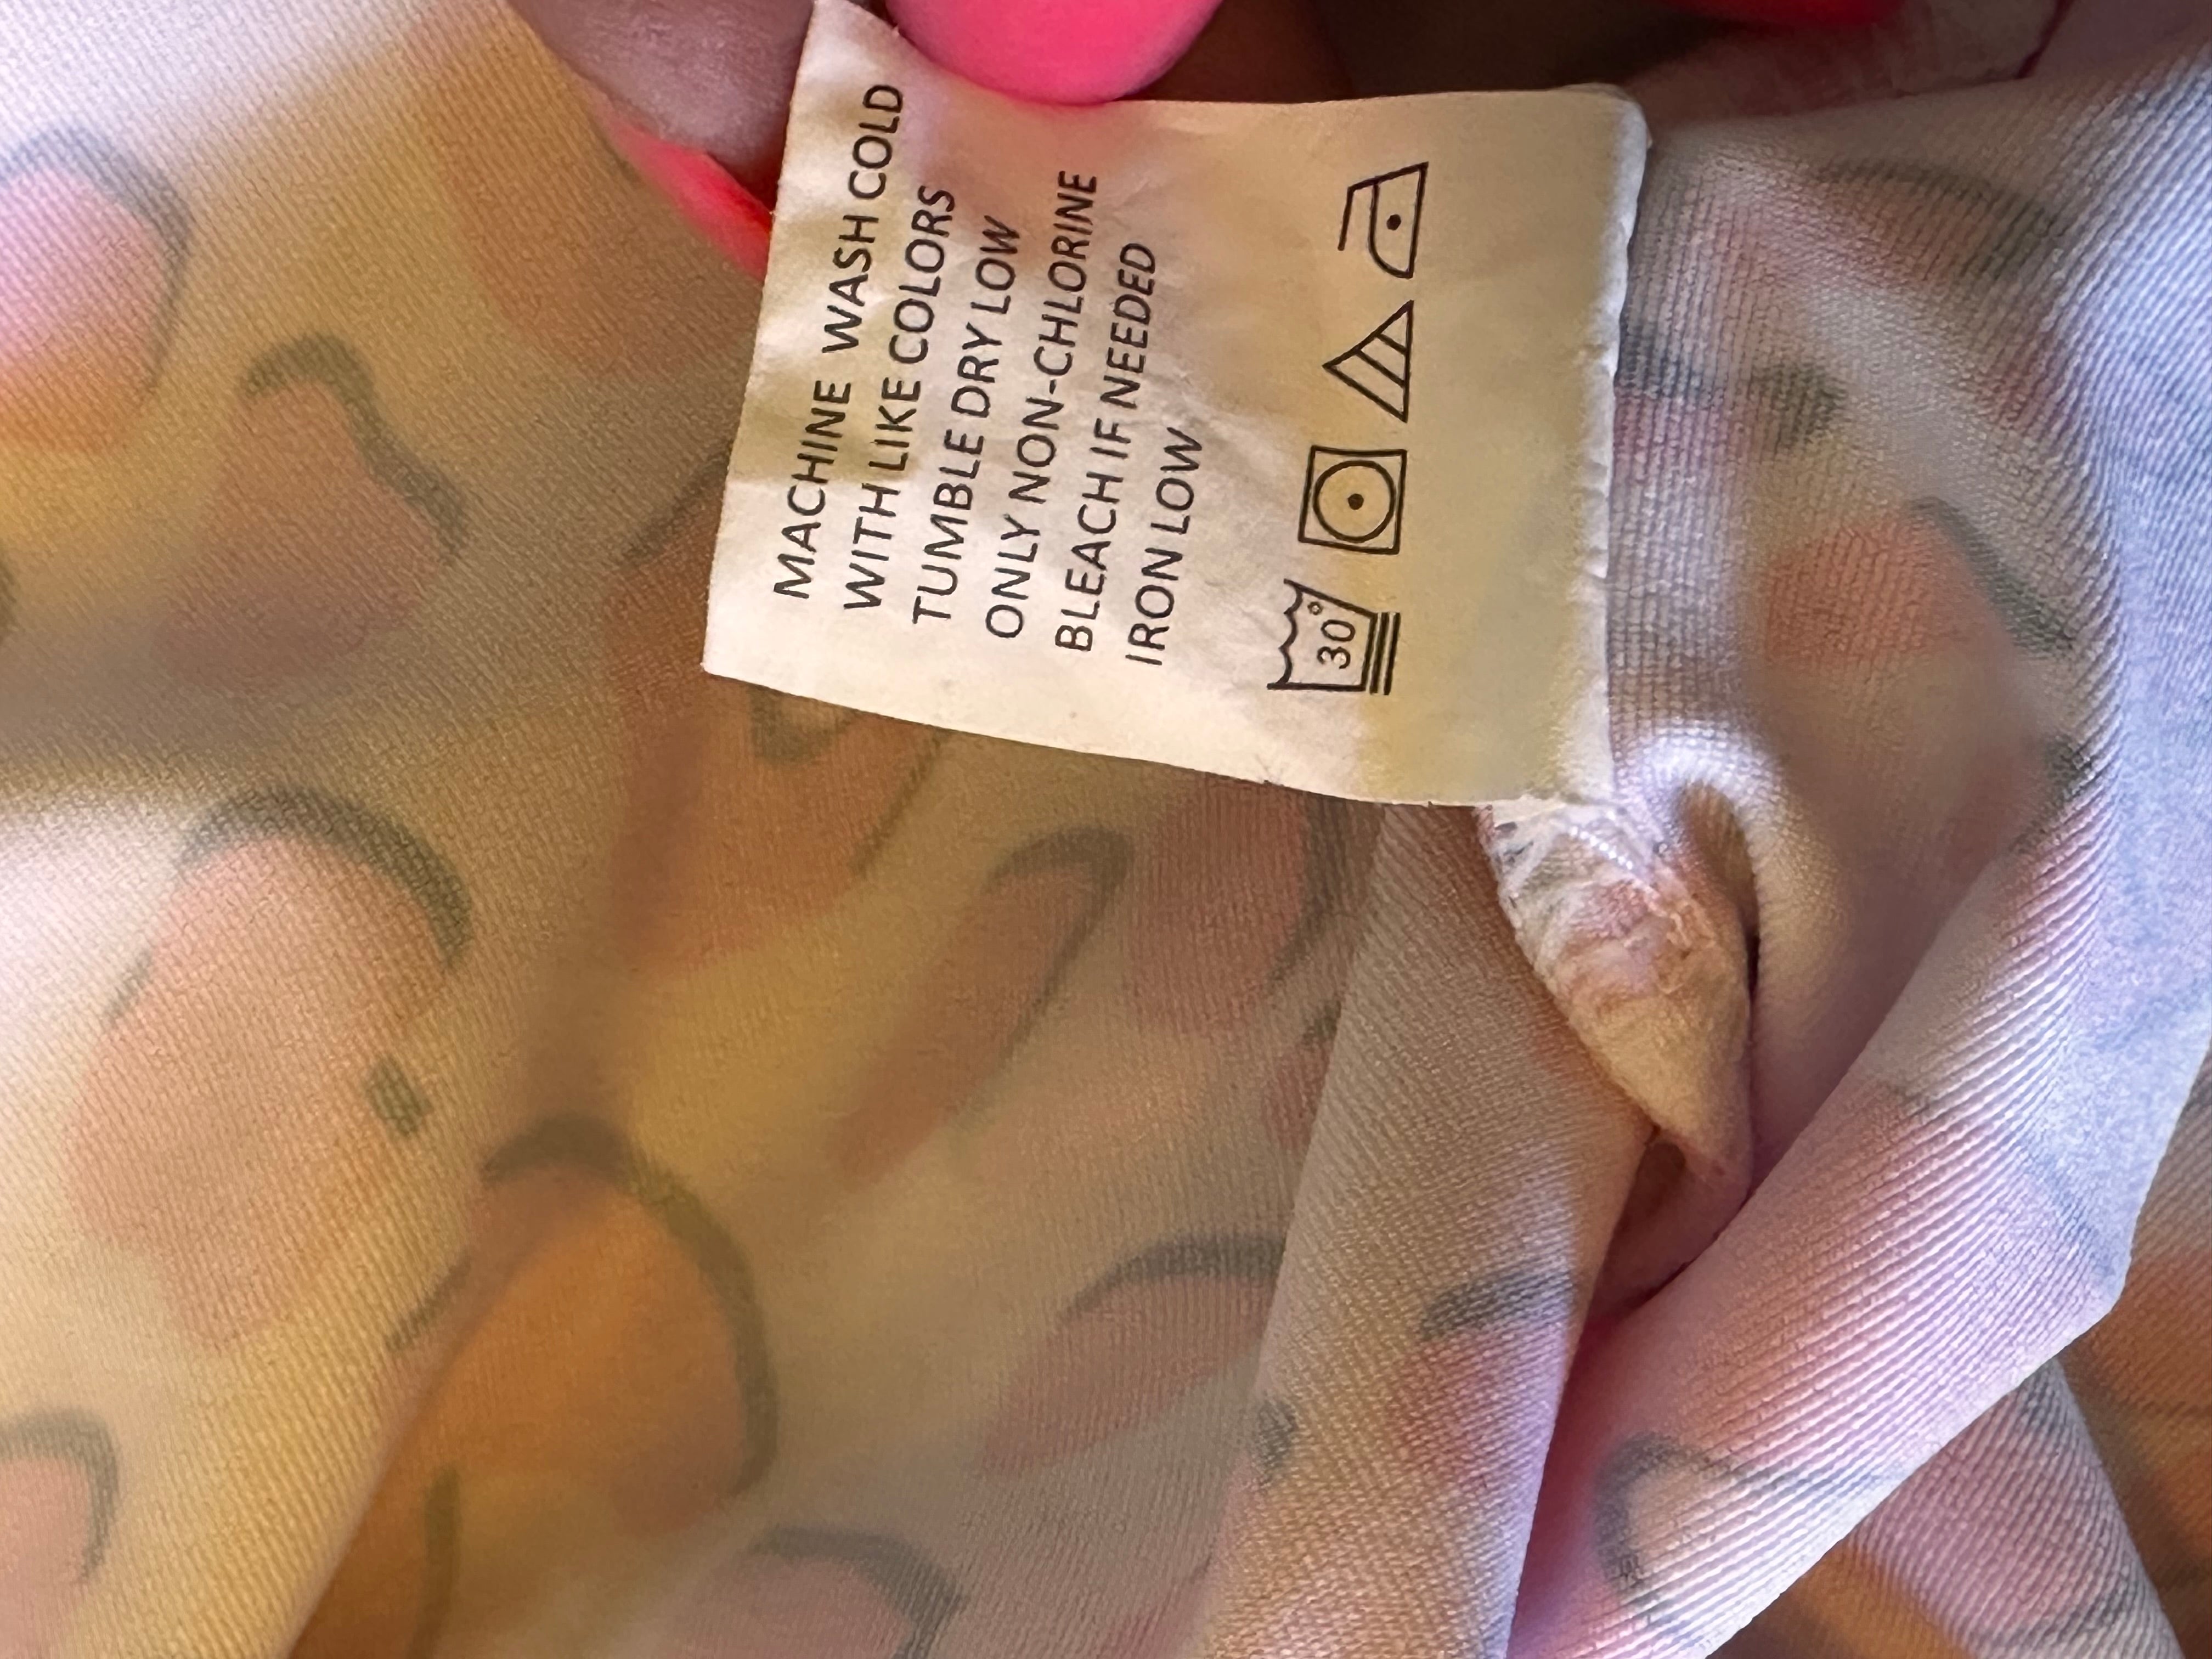 MACHINE WASH COLD
WITH LIKE COLORS
TUMBLE DRY LOW
ONLY NON-CHLORINE
BLEACH IF NEEDED
IRON LOW
30°